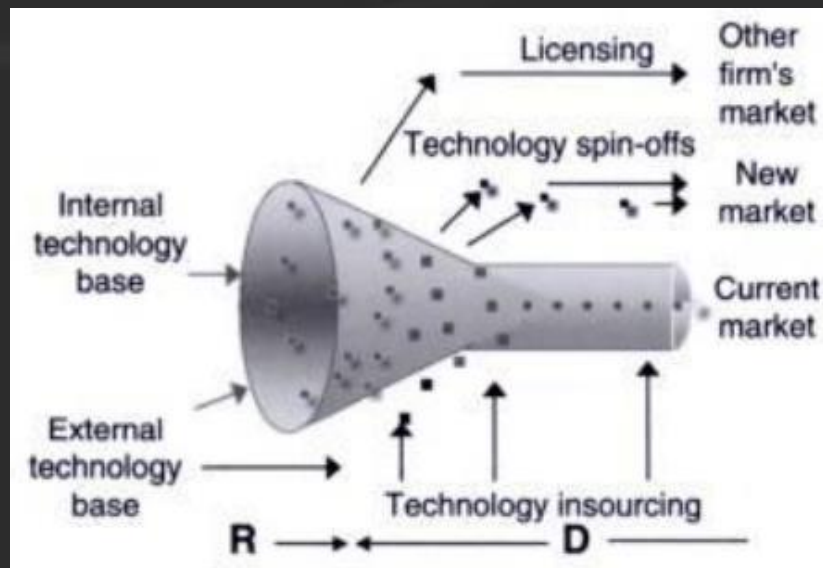 Licensing
Other
firm's
market
Technology spin-offs
New
market
Internal
technology
base
Current
market
External
technology
base
Technology insourcing
R
D